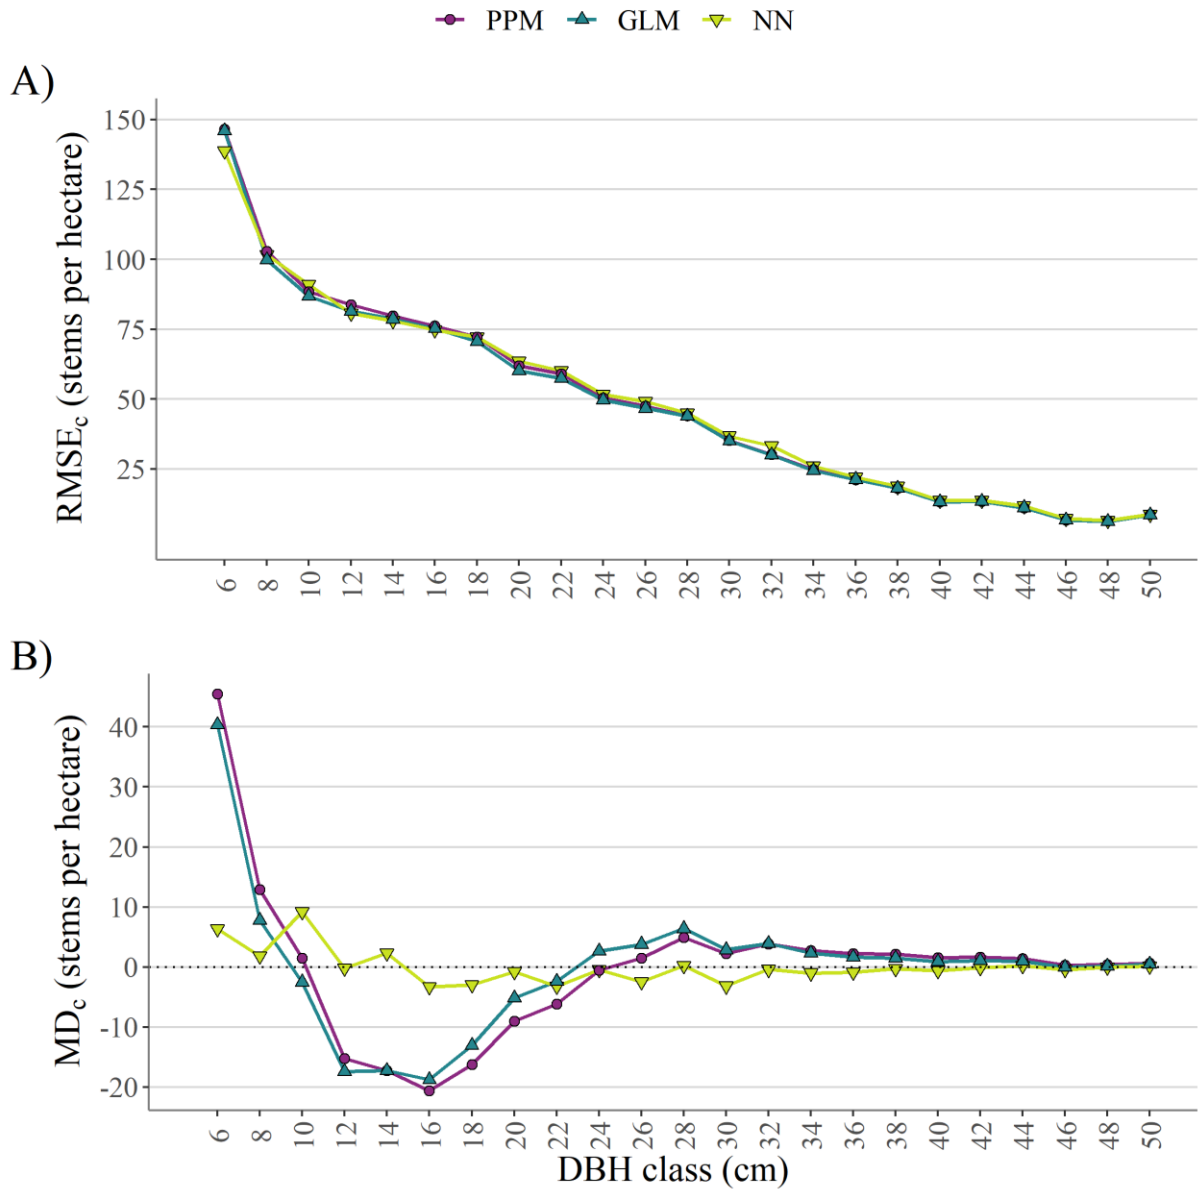 PPM GLM NN
A)
RMSEc (stems per hectare)
150
125
100
75
50
25
6 8 10 12 14 16 18 20 22 24 26 28 30 32 34 36 38 40 42 44 46 48 50
B)
MDc (stems per hectare)
40
30
20
10
0
-10
-20
6 8 10 12 14 16 18 20 22 24 26 28 30 32 34 36 38 40 42 44 46 48 50
DBH class (cm)